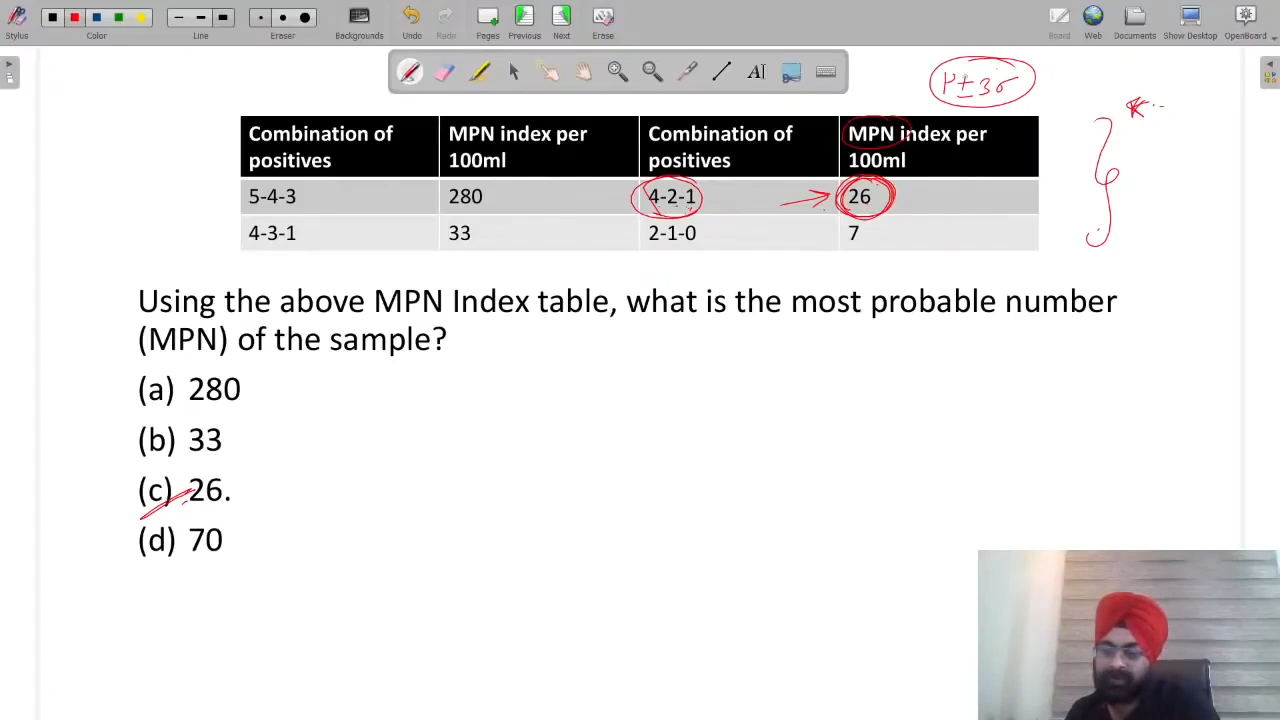 Stylus
Color
Line
Eraser
Backgrounds
Undo
Redo
Pages
Previous
Next
Erase
Board
Web
Documents
Show Desktop
OpenBoard
Combination of positives
MPN index per 100ml
Combination of positives
MPN index per 100ml
5-4-3 280 4-2-1 26
4-3-1 33 2-1-0 7
Using the above MPN Index table, what is the most probable number
(MPN) of the sample?
(a) 280
(b) 33
(c) 26.
(d) 70